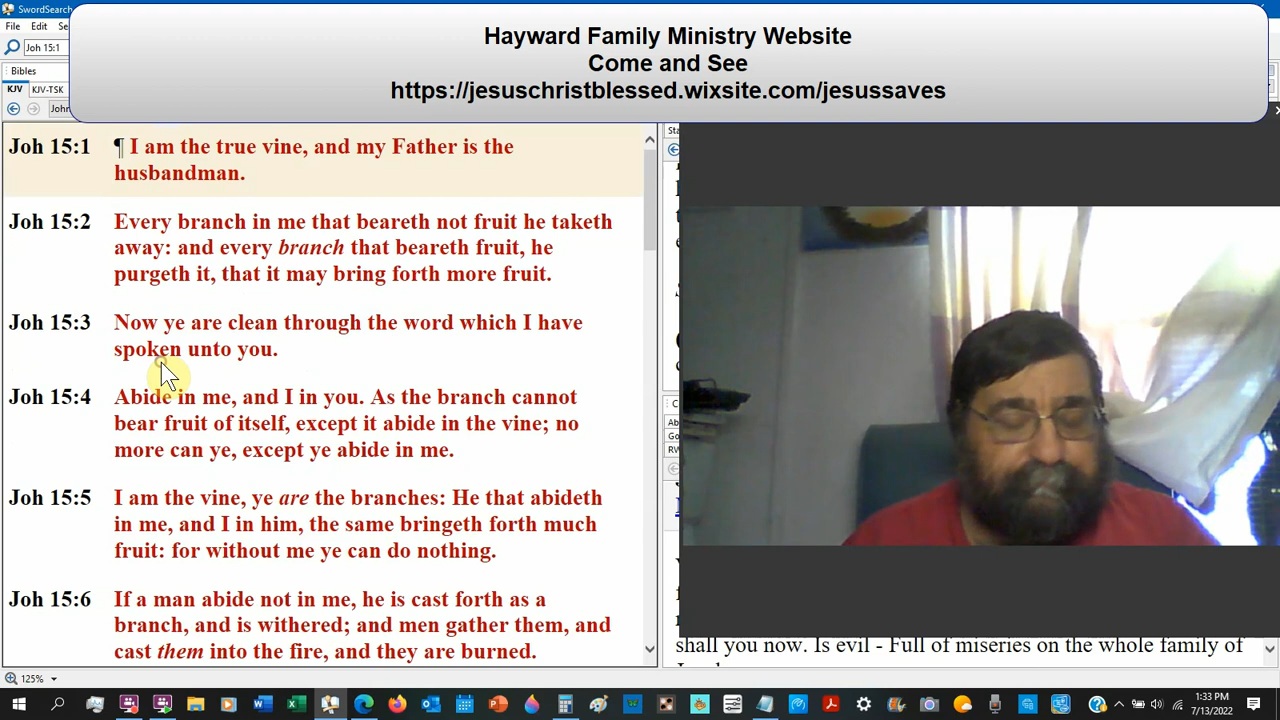 SwordSearch
Hayward Family Ministry Website
Come and See
https://jesuschristblessed.wixsite.com/jesussaves
File Edit
Joh 15:1
Bibles
KJV KJV-TSK
John
Joh 15:1 ¶ I am the true vine, and my Father is the
husbandman.
Joh 15:2 Every branch in me that beareth not fruit he taketh
away: and every branch that beareth fruit, he
purgeth it, that it may bring forth more fruit.
Joh 15:3 Now ye are clean through the word which I have
spoken unto you.
Joh 15:4 Abide in me, and I in you. As the branch cannot
bear fruit of itself, except it abide in the vine; no
more can ye, except ye abide in me.
Joh 15:5 I am the vine, ye are the branches: He that abideth
in me, and I in him, the same bringeth forth much
fruit: for without me ye can do nothing.
Joh 15:6 If a man abide not in me, he is cast forth as a
branch, and is withered; and men gather them, and
cast them into the fire, and they are burned.
shall you now. Is evil - Full of miseries on the whole family of
125%
1:33 PM
7/13/2022